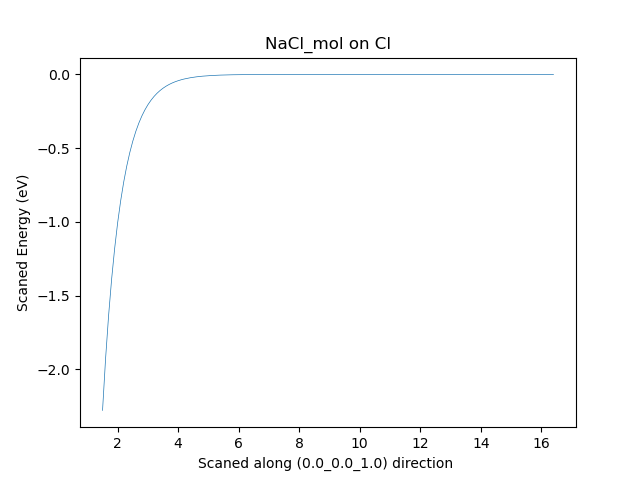 NaCl_mol on Cl
Scaned Energy (eV)
0.0
−0.5
−1.0
−1.5
−2.0
2 4 6 8 10 12 14 16
Scaned along (0.0_0.0_1.0) direction